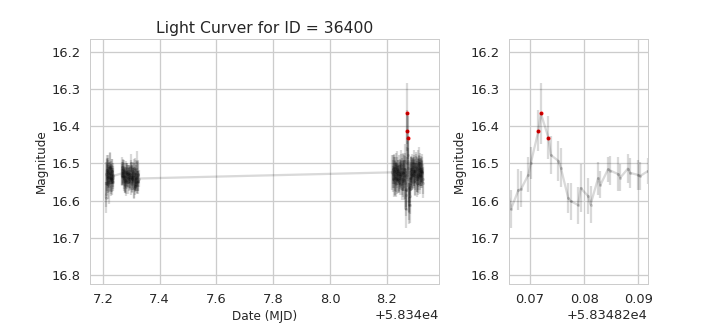 Light Curver for ID = 36400
16.2
16.3
16.4
16.5
16.6
16.7
16.8
Magnitude
7.2 7.4 7.6 7.8 8.0 8.2
Date (MJD) +5.834e4
16.2
16.3
16.4
16.5
16.6
16.7
16.8
Magnitude
0.07 0.08 0.09
+5.83482e4